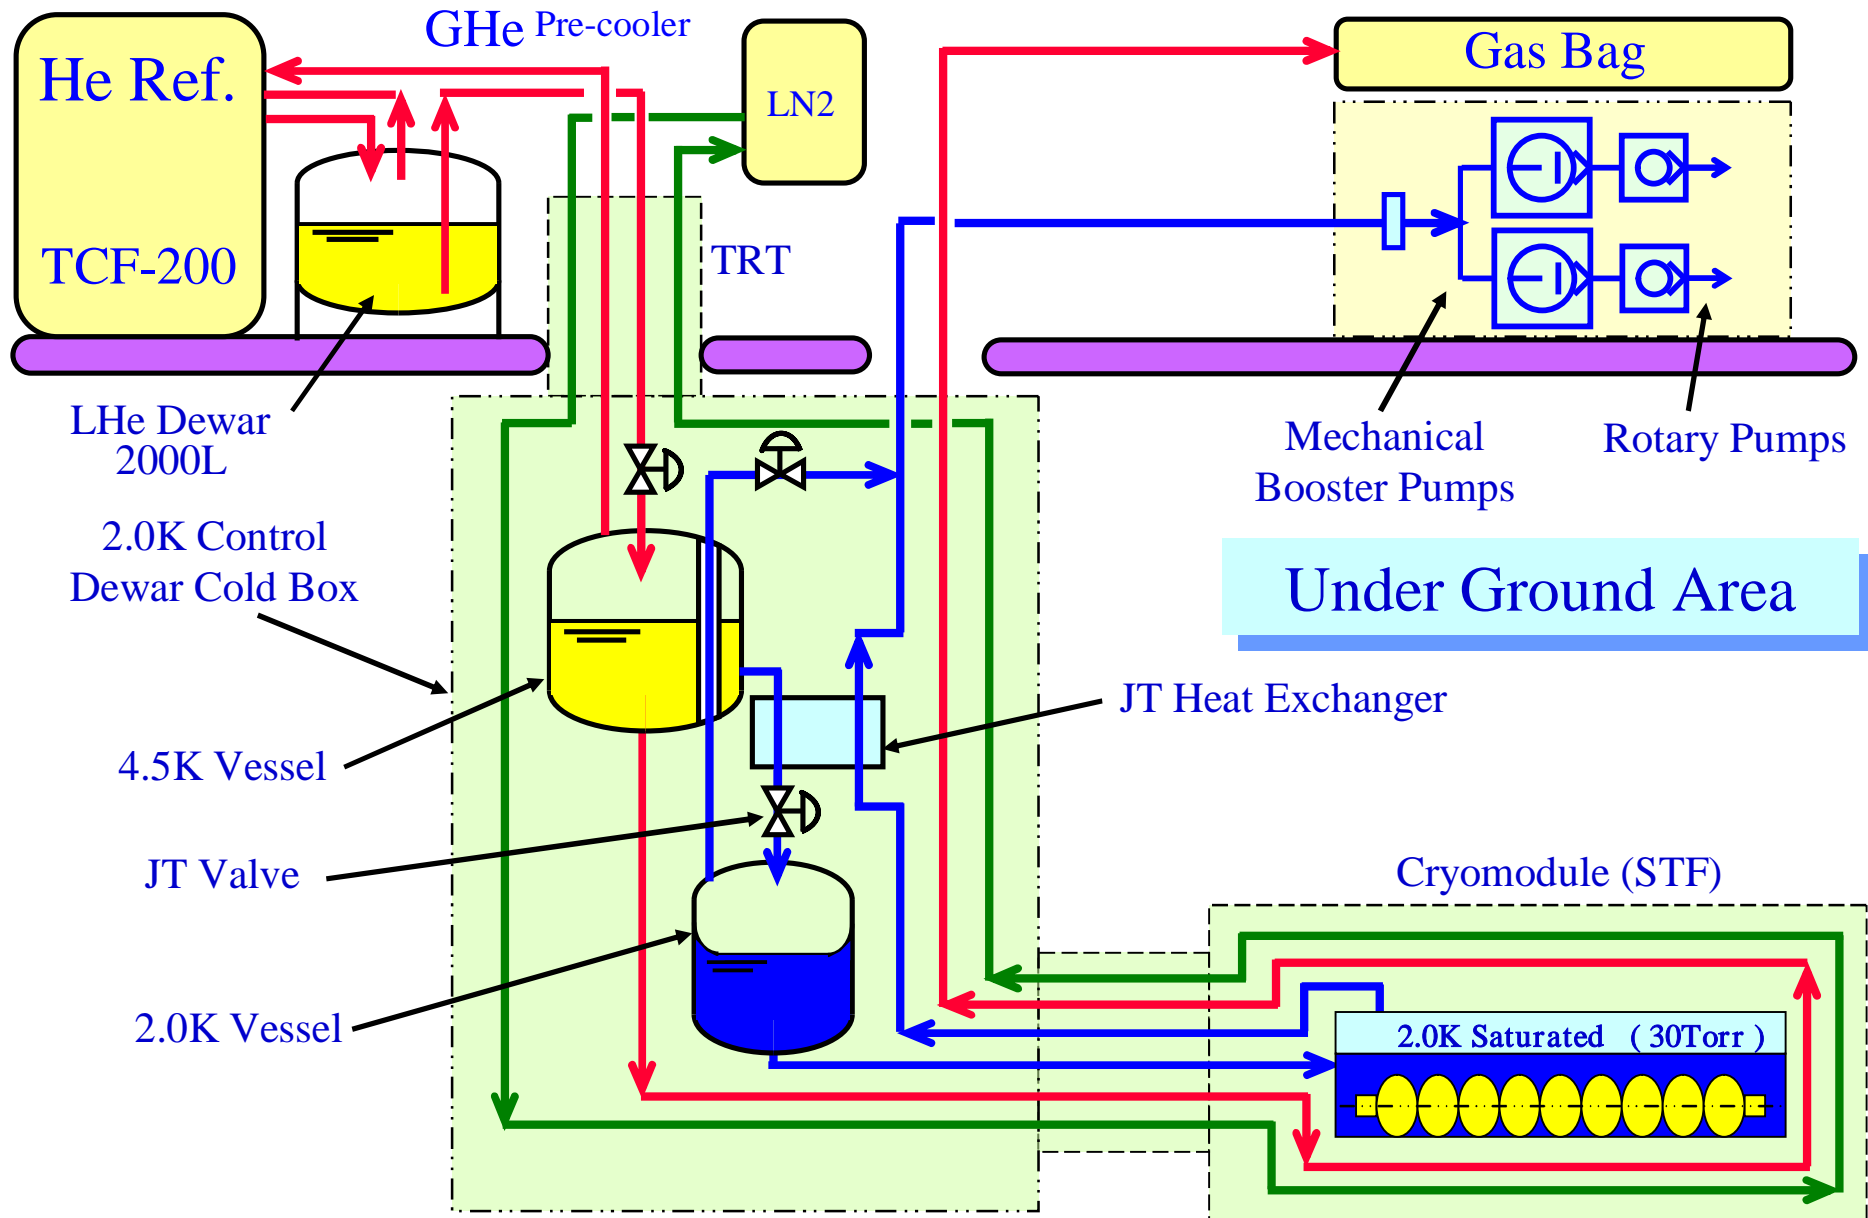 GHe Pre-cooler
He Ref.
TCF-200
LN2
Gas Bag
TRT
LHe Dewar
2000L
Mechanical
Booster Pumps
Rotary Pumps
2.0K Control
Dewar Cold Box
Under Ground Area
JT Heat Exchanger
4.5K Vessel
JT Valve
Cryomodule (STF)
2.0K Vessel
2.0K Saturated ( 30Torr )